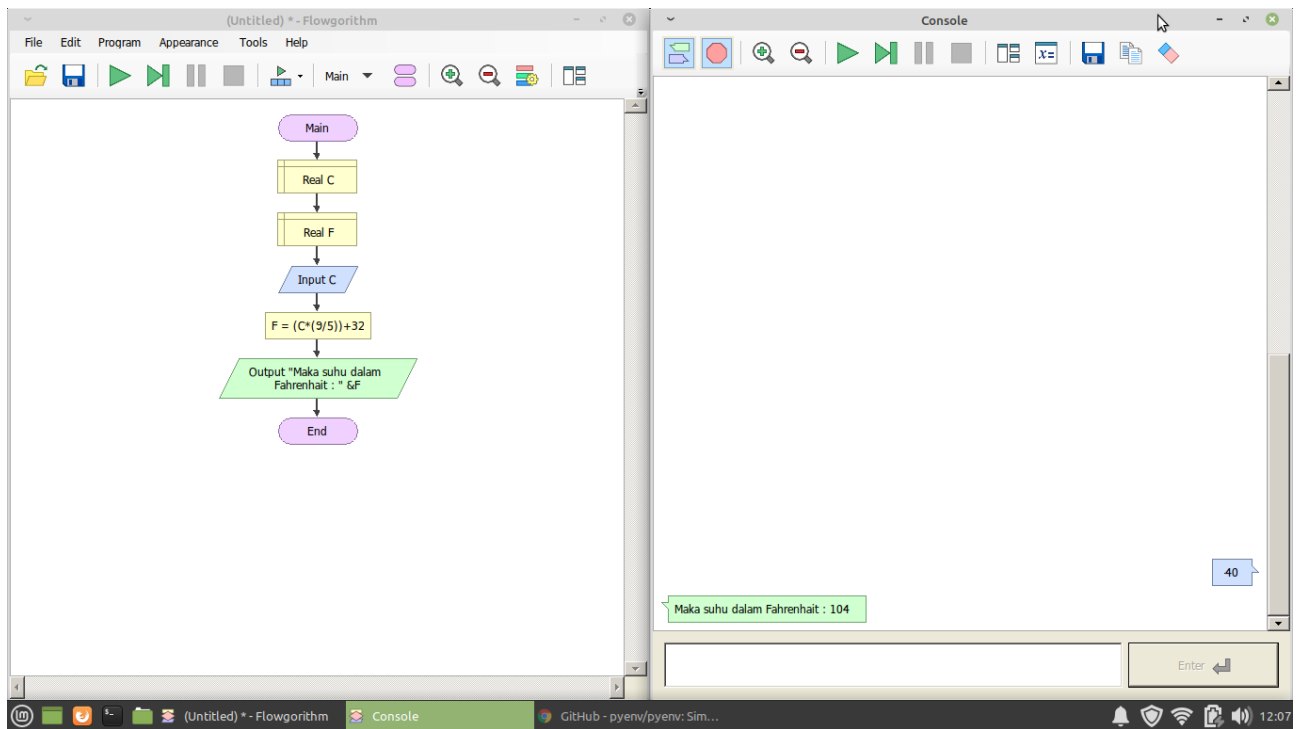 (Untitled) * - Flowgorithm
File Edit Program Appearance Tools Help
Main
Main
Real C
Real F
Input C
F = (C*(9/5))+32
Output "Maka suhu dalam
Fahrenhait : " &F
End
Console
x=
40
Maka suhu dalam Fahrenhait : 104
Enter
(Untitled) * - Flowgorithm
Console
GitHub - pyenv/pyenv: Sim...
12:07